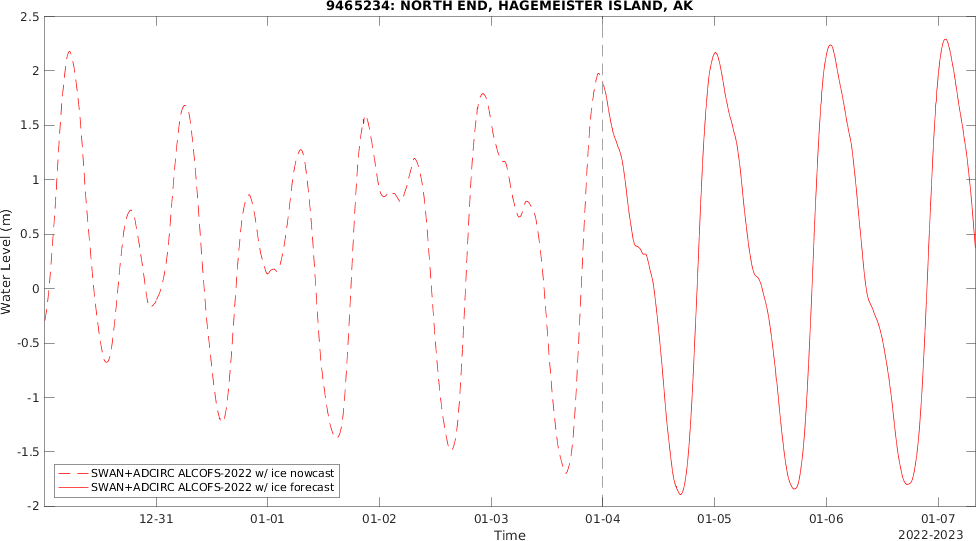 9465234: NORTH END, HAGEMEISTER ISLAND, AK
Water Level (m)
2.5
2
1.5
1
0.5
0
-0.5
-1
-1.5
-2
SWAN+ADCIRC ALCOFS-2022 w/ ice nowcast
SWAN+ADCIRC ALCOFS-2022 w/ ice forecast
12-31 01-01 01-02 01-03 01-04 01-05 01-06 01-07
Time
2022-2023